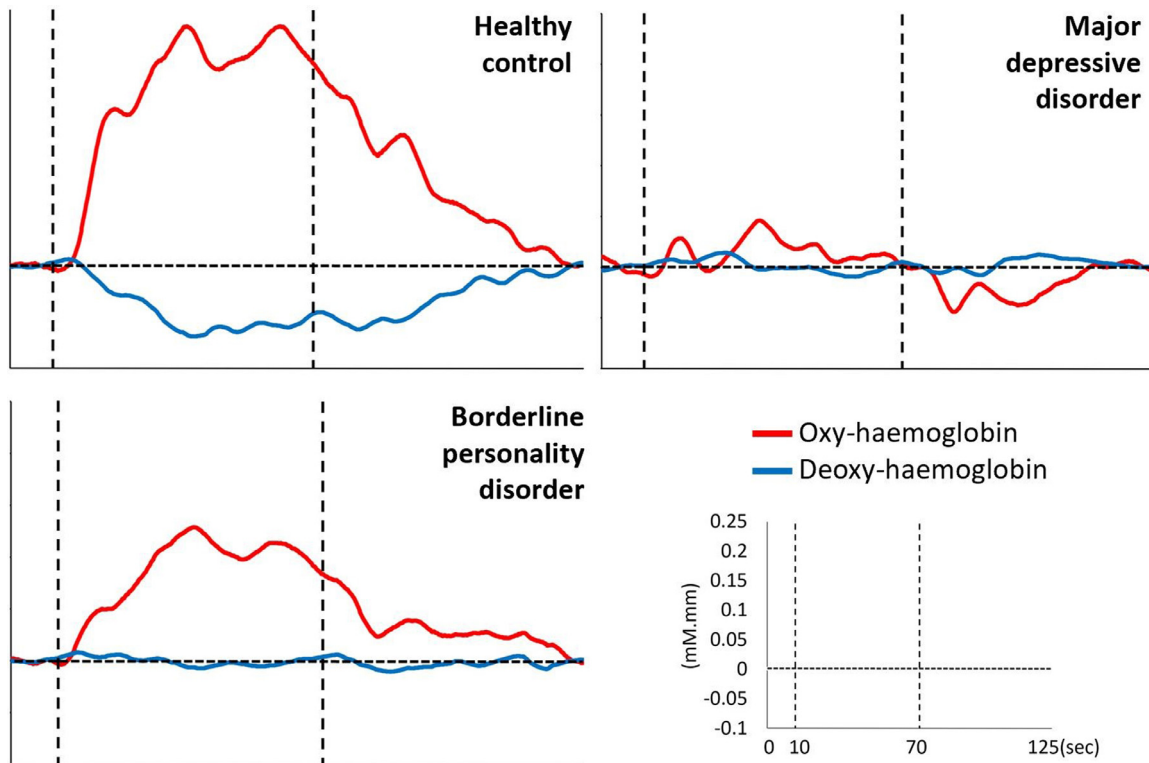 Healthy
control
Major
depressive
disorder
Borderline
personality
disorder
Oxy-haemoglobin
Deoxy-haemoglobin
0.25
0.2
0.15
0.1
0.05
0
-0.05
-0.1
(mM.mm)
0 10 70 125(sec)